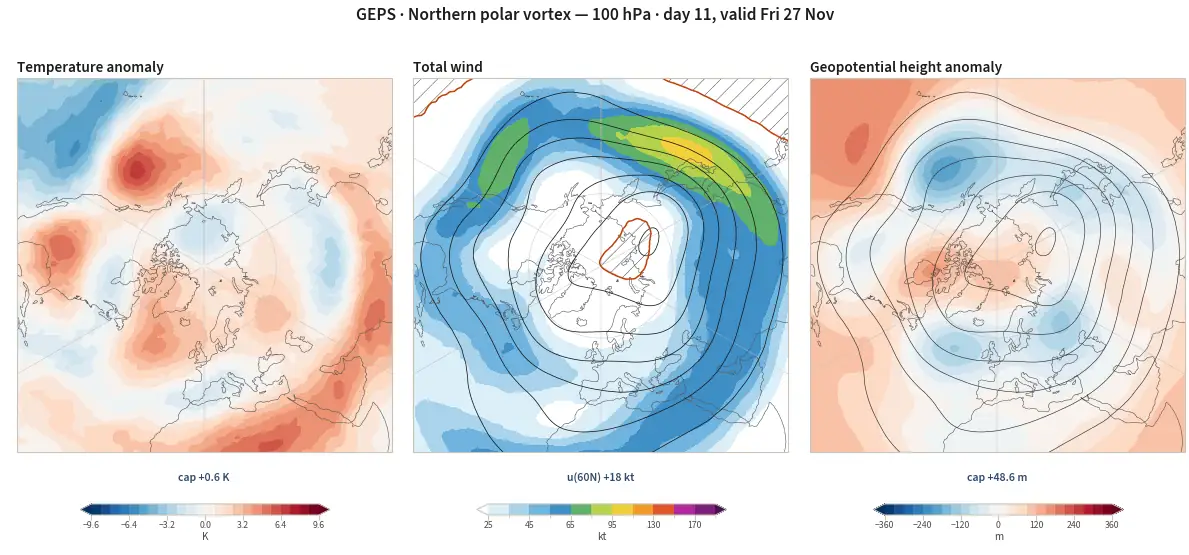 GEPS · Northern polar vortex — 100 hPa · day 11, valid Fri 27 Nov
Temperature anomaly
Total wind
Geopotential height anomaly
cap +0.6 K
u(60N) +18 kt
cap +48.6 m
−9.6 −6.4 −3.2 0.0 3.2 6.4 9.6
K
25 45 65 95 130 170
kt
−360 −240 −120 0 120 240 360
m